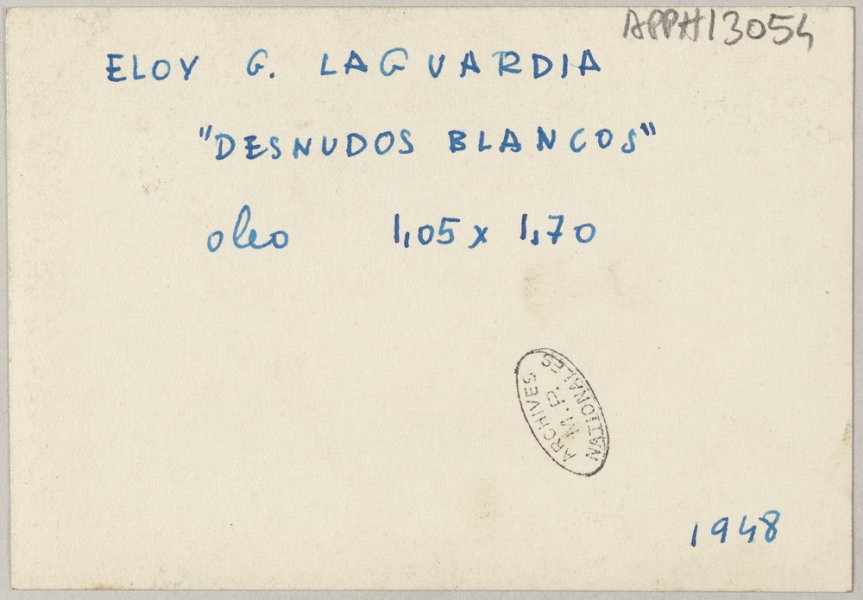 APPH13054
ELOY G. LAGUARDIA
"DESNUDOS BLANCOS"
oleo 1,05 x 1,70
ARCHIVES
M.P.
NATIONALES
1948